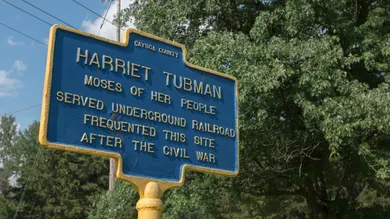 CAYUGA COUNTY
HARRIET TUBMAN
MOSES OF HER PEOPLE
SERVED UNDERGROUND RAILROAD
FREQUENTED THIS SITE
AFTER THE CIVIL WAR